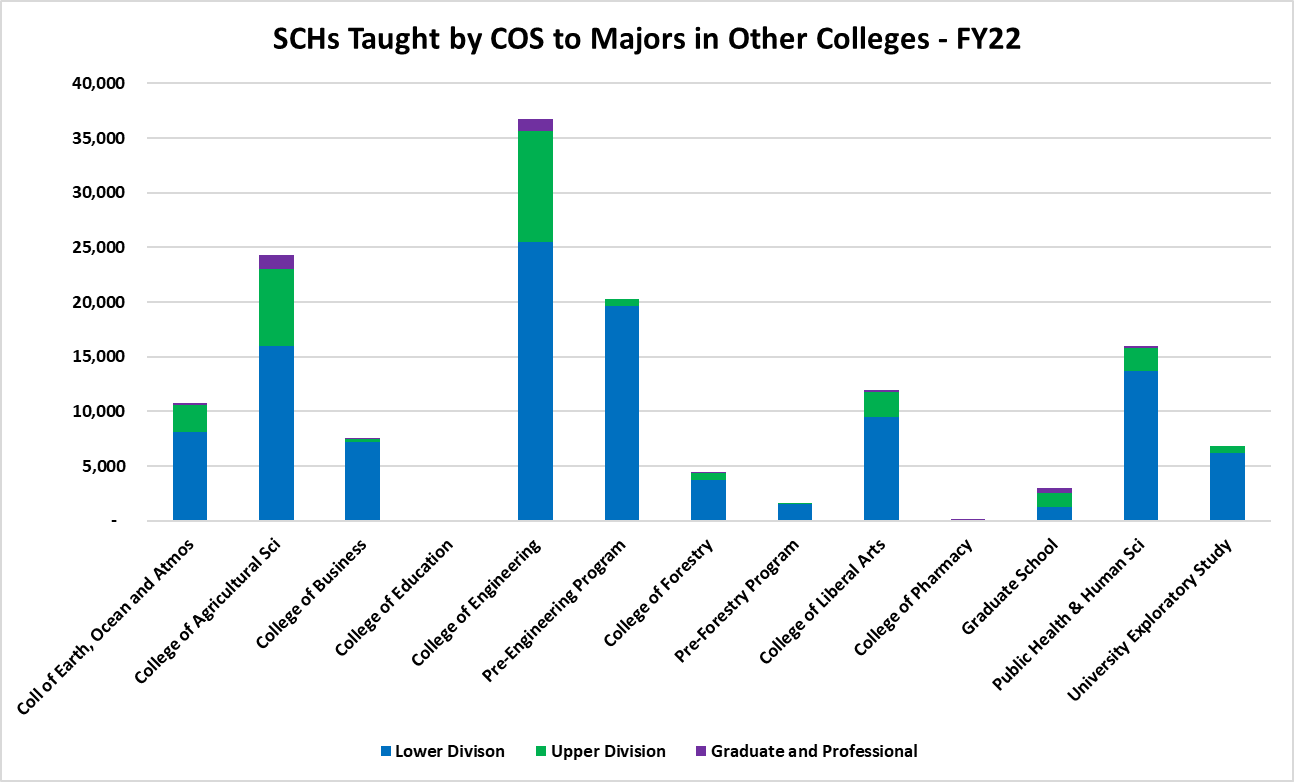 SCHs Taught by COS to Majors in Other Colleges - FY22
40,000
35,000
30,000
25,000
20,000
15,000
10,000
5,000
-
Coll of Earth, Ocean and Atmos
College of Agricultural Sci
College of Business
College of Education
College of Engineering
Pre-Engineering Program
College of Forestry
Pre-Forestry Program
College of Liberal Arts
College of Pharmacy
Graduate School
Public Health & Human Sci
University Exploratory Study
Lower Divison
Upper Division
Graduate and Professional